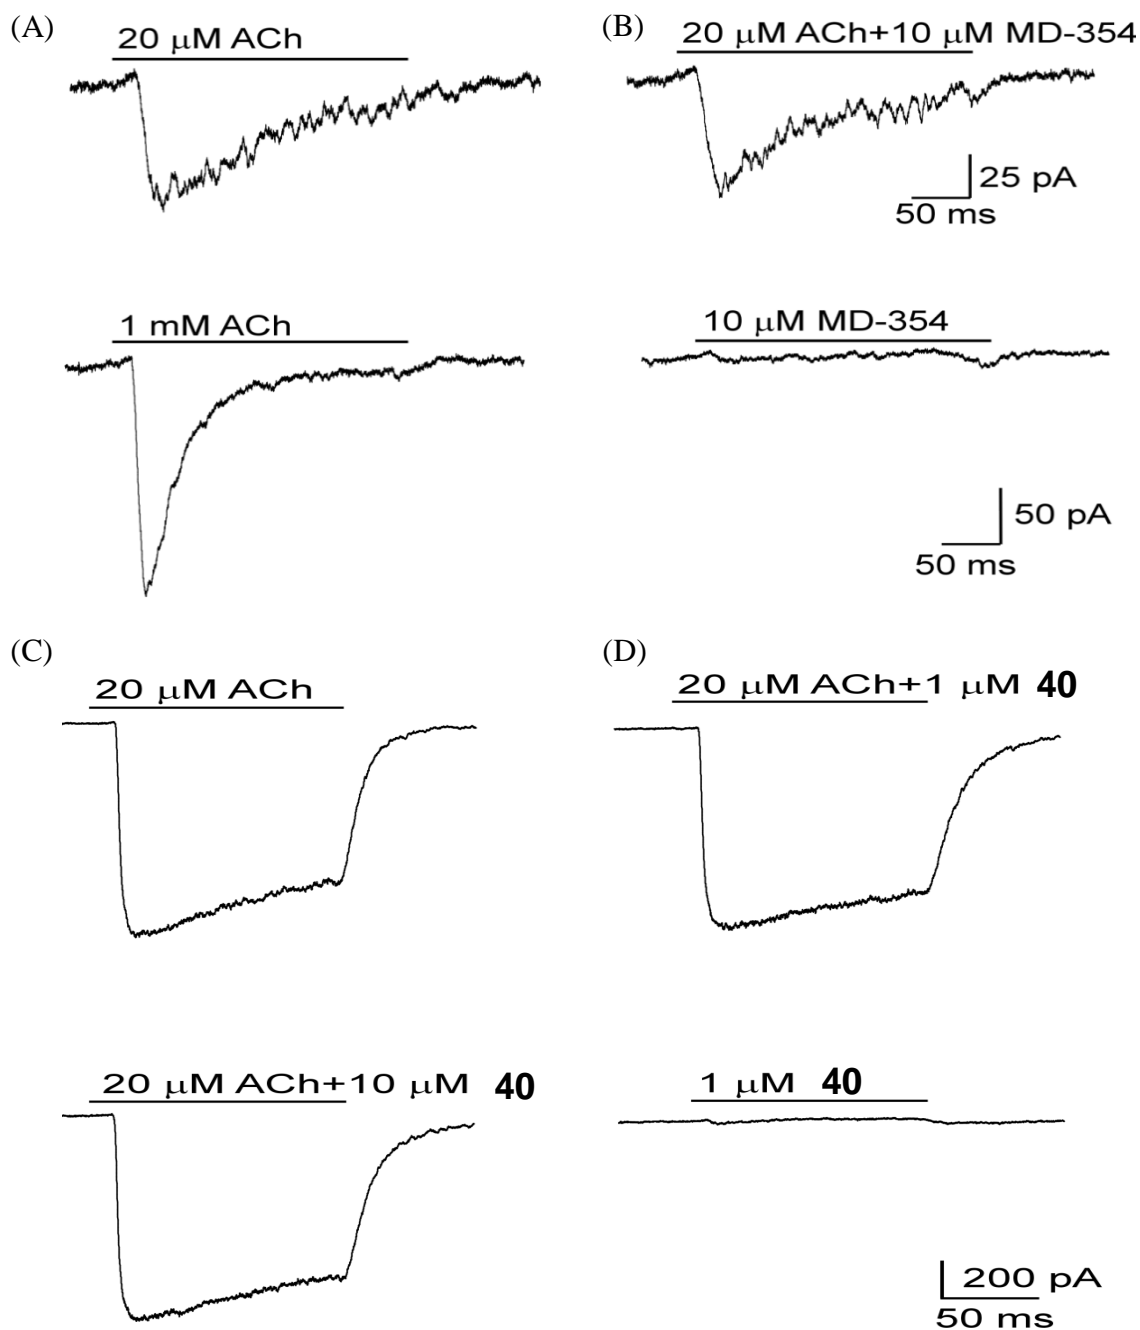 (A)
20 μM ACh
(B)
20 μM ACh+10 μM MD-354
25 pA
50 ms
1 mM ACh
10 μM MD-354
50 pA
50 ms
(C)
20 μM ACh
(D)
20 μM ACh+1 μM 40
20 μM ACh+10 μM 40
1 μM 40
200 pA
50 ms